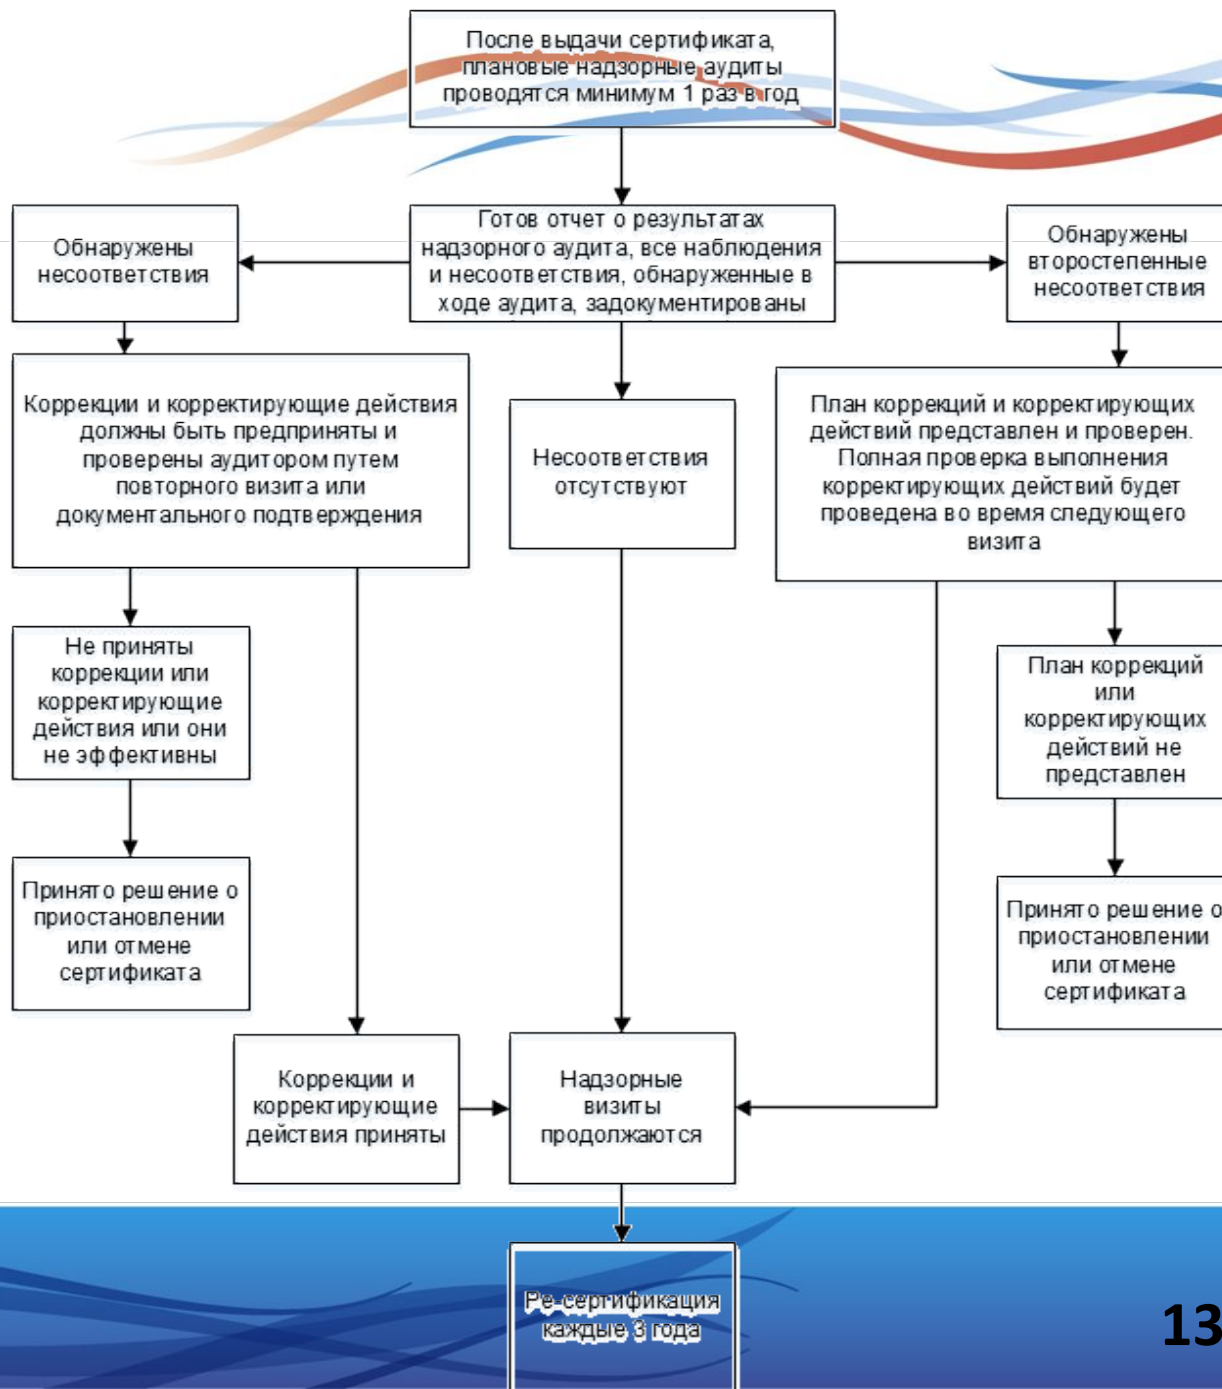 После выдачи сертификата,
плановые надзорные аудиты
проводятся минимум 1 раз в год
Обнаружены
несоответствия
Готов отчет о результатах
надзорного аудита, все наблюдения
и несоответствия, обнаруженные в
ходе аудита, задокументированы
Обнаружены
второстепенные
несоответствия
Коррекции и корректирующие действия
должны быть предприняты и
проверены аудитором путем
повторного визита или
документального подтверждения
Несоответствия
отсутствуют
План коррекций и корректирующих
действий представлен и проверен.
Полная проверка выполнения
корректирующих действий будет
проведена во время следующего
визита
Не приняты
коррекции или
корректирующие
действия или они
не эффективны
План коррекций
или
корректирующих
действий не
представлен
Принято решение о
приостановлении
или отмене
сертификата
Принято решение о
приостановлении
или отмене
сертификата
Коррекции и
корректирующие
действия приняты
Надзорные
визиты
продолжаются
Ре-сертификация
каждые 3 года
13